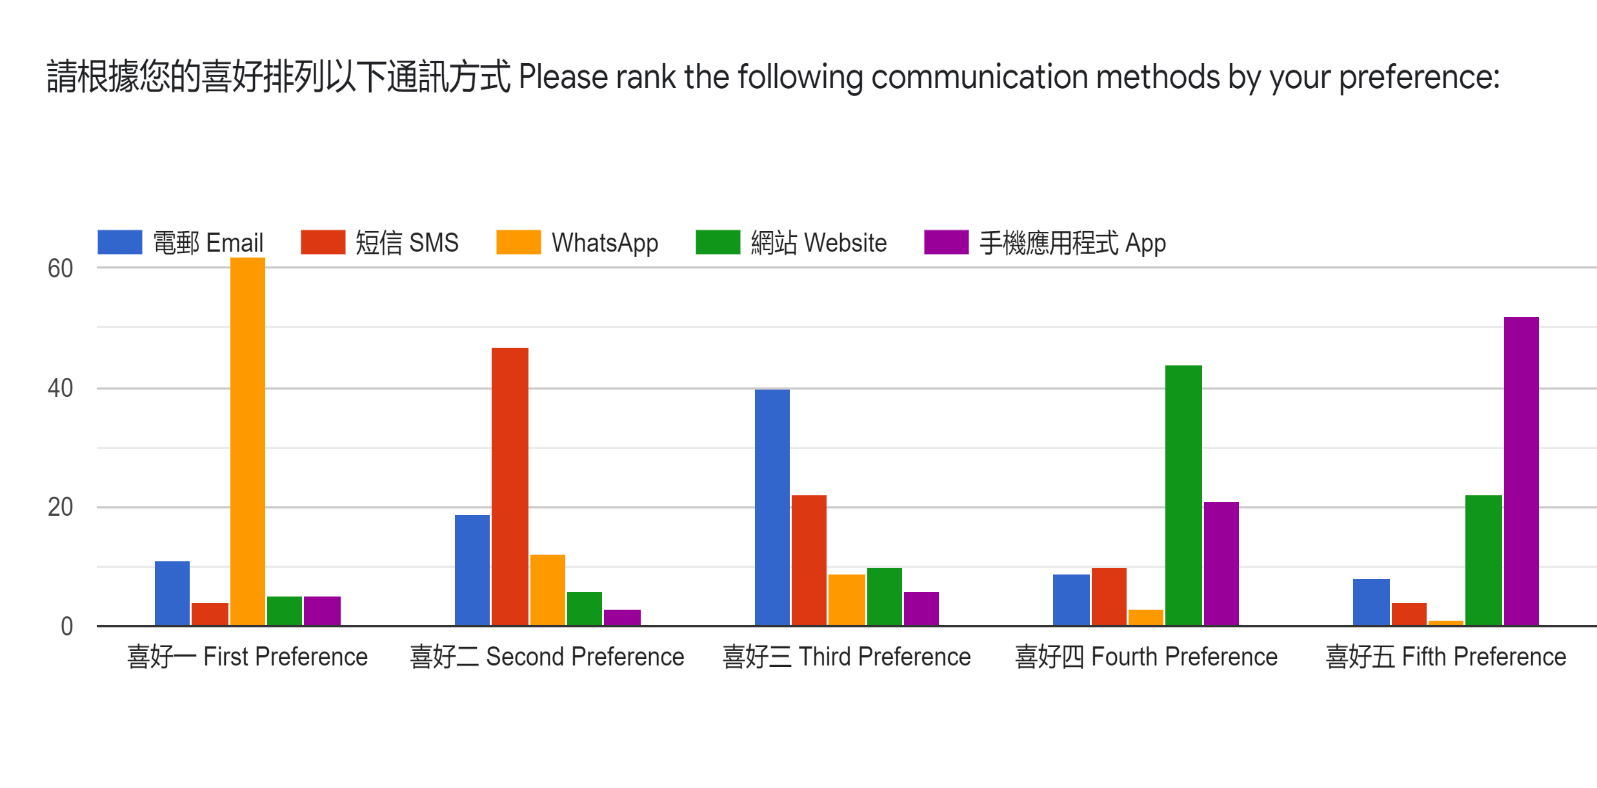 請根據您的喜好排列以下通訊方式 Please rank the following communication methods by your preference:
電郵 Email 短信 SMS WhatsApp 網站 Website 手機應用程式 App
60
40
20
0
喜好一 First Preference 喜好二 Second Preference 喜好三 Third Preference 喜好四 Fourth Preference 喜好五 Fifth Preference